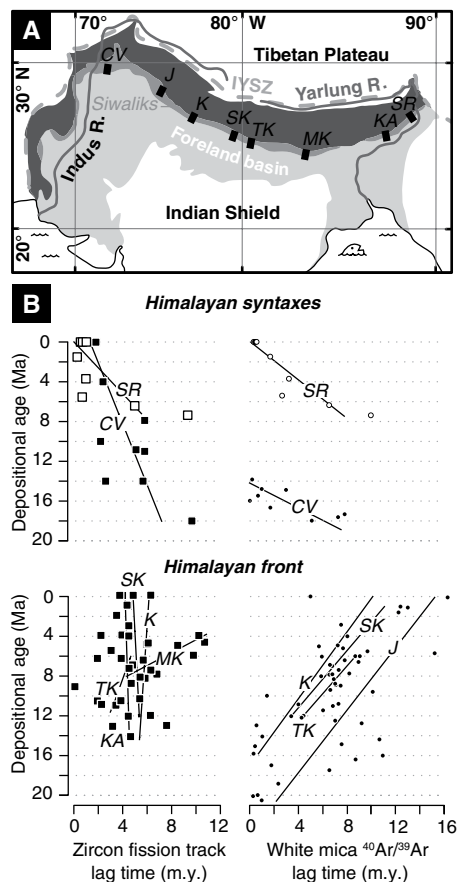 A
70°
80° W
90°
30° N
20°
CV
J
K
SK
TK
MK
KA
SR
Tibetan Plateau
IYSZ
Yarlung R.
Siwaliks
Indus R.
Foreland basin
Indian Shield
B
Himalayan syntaxes
Depositional age (Ma)
0
4
8
12
16
20
SR
CV
SR
CV
Himalayan front
Depositional age (Ma)
0
4
8
12
16
20
SK
K
MK
TK
KA
SK
J
K
TK
0 4 8 12
0 4 8 12 16
Zircon fission track
lag time (m.y.)
White mica ⁴⁰Ar/³⁹Ar
lag time (m.y.)